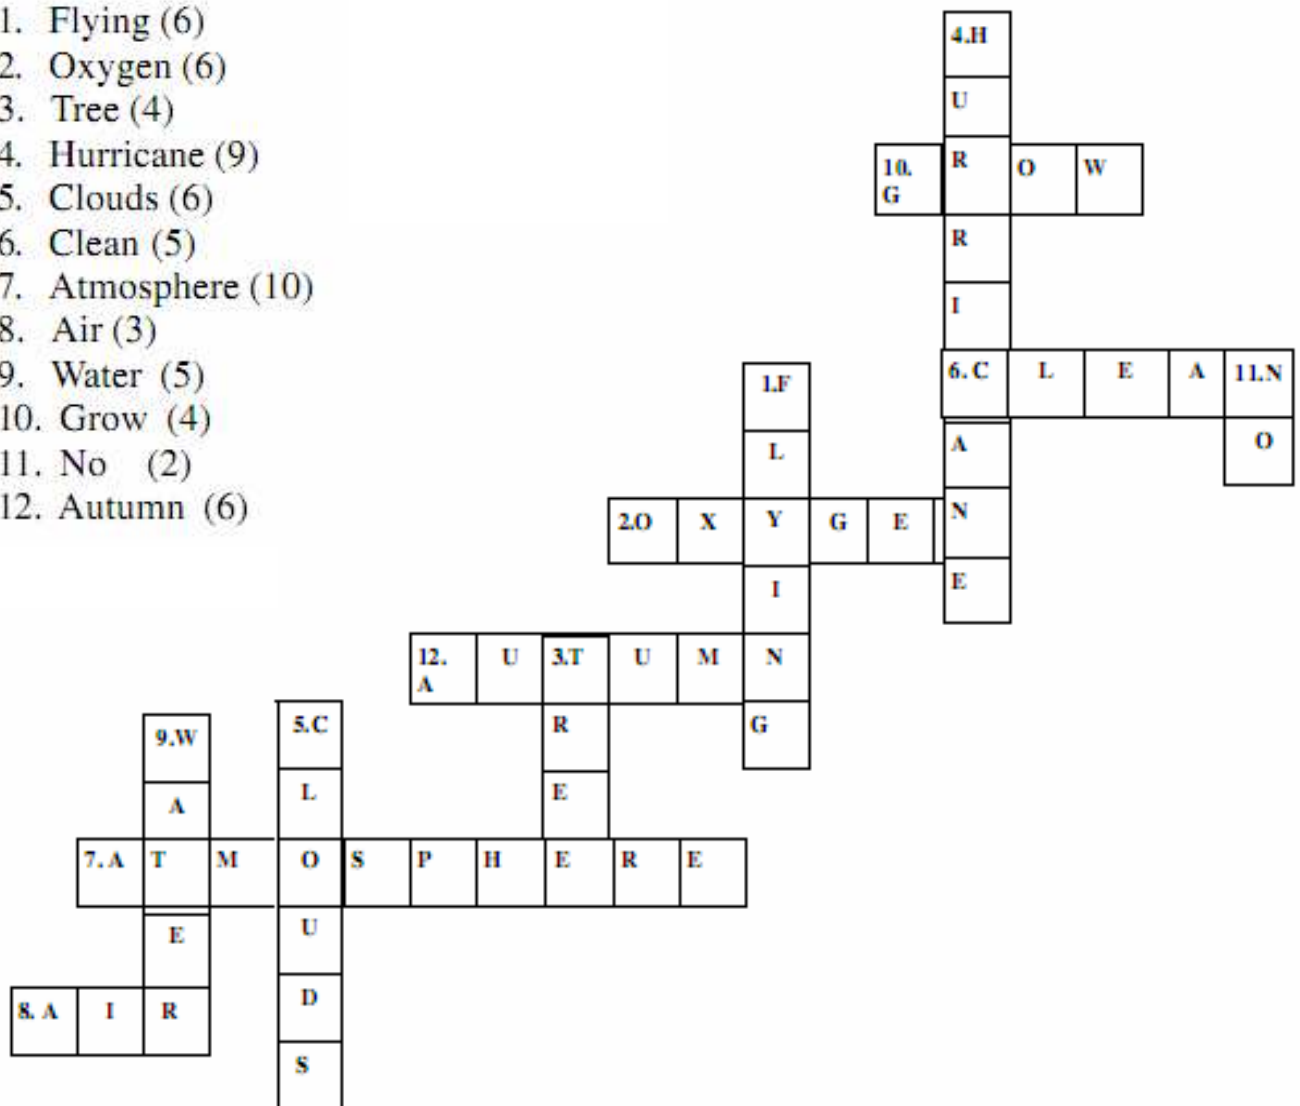 1. Flying (6)
2. Oxygen (6)
3. Tree (4)
4. Hurricane (9)
5. Clouds (6)
6. Clean (5)
7. Atmosphere (10)
8. Air (3)
9. Water (5)
10. Grow (4)
11. No (2)
12. Autumn (6)
4.H
U
10. G R O W
R
I
6. C L E A 11.N
1.F
L
A O
2.O X Y G E N
I
E
12. A U 3.T U M N
R G
5.C
9.W
E
L
A
7. A T M O S P H E R E
E U
D
8. A I R
S